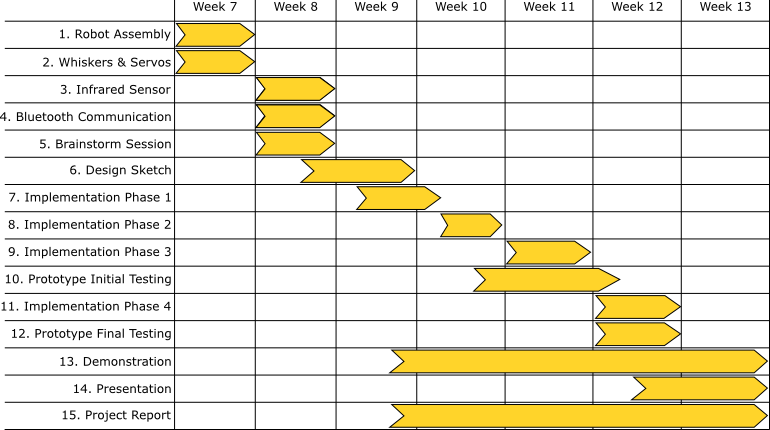 Week 7 Week 8 Week 9 Week 10 Week 11 Week 12 Week 13
1. Robot Assembly
2. Whiskers & Servos
3. Infrared Sensor
4. Bluetooth Communication
5. Brainstorm Session
6. Design Sketch
7. Implementation Phase 1
8. Implementation Phase 2
9. Implementation Phase 3
10. Prototype Initial Testing
11. Implementation Phase 4
12. Prototype Final Testing
13. Demonstration
14. Presentation
15. Project Report